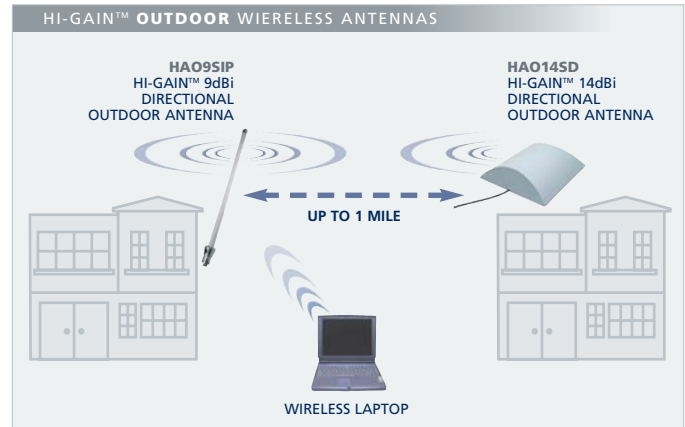 HI-GAIN™ OUTDOOR WIERELESS ANTENNAS
HAO9SIP
HI-GAIN™ 9dBi
DIRECTIONAL
OUTDOOR ANTENNA
HAO14SD
HI-GAIN™ 14dBi
DIRECTIONAL
OUTDOOR ANTENNA
UP TO 1 MILE
WIRELESS LAPTOP